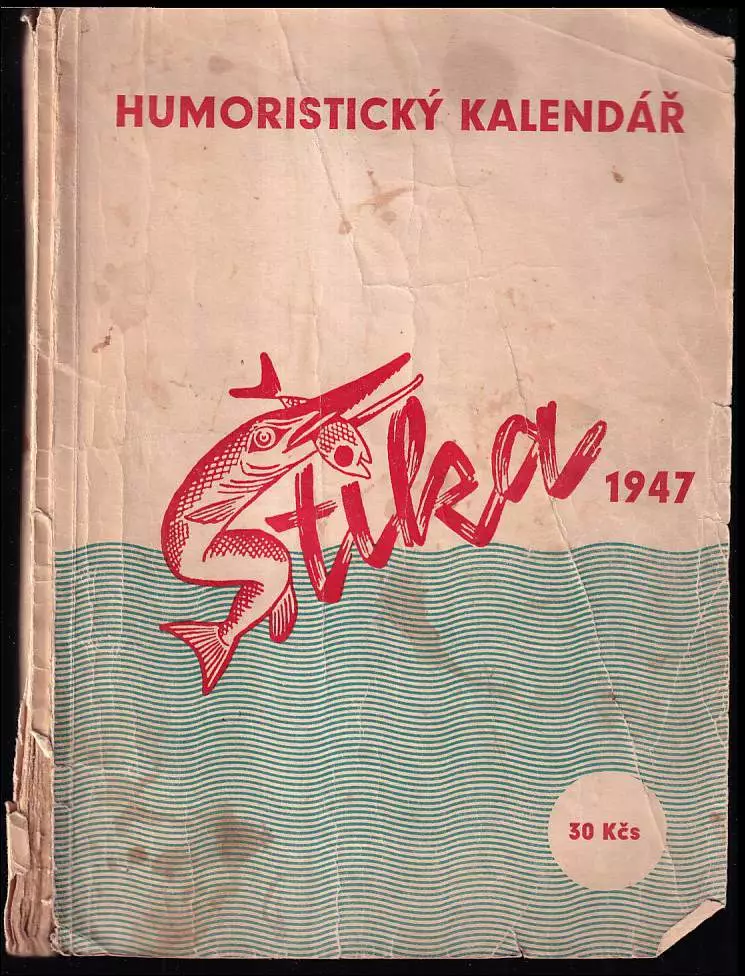 HUMORISTICKÝ KALENDÁŘ
Štika 1947
30 Kčs